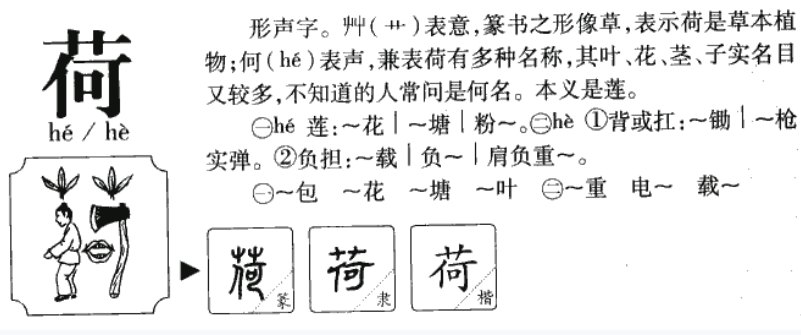 荷
hé / hè
形声字。艸(艹)表意,篆书之形像草,表示荷是草本植
物;何(hé)表声,兼表荷有多种名称,其叶、花、茎、子实名目
又较多,不知道的人常问是何名。本义是莲。
㊀hé 莲:～花｜～塘｜粉～。㊁hè ①背或扛:～锄｜～枪
实弹。②负担:～载｜负～｜肩负重～。
㊀～包 ～花 ～塘 ～叶 ㊁～重 电～ 载～
荷 篆 荷 隶 荷 楷